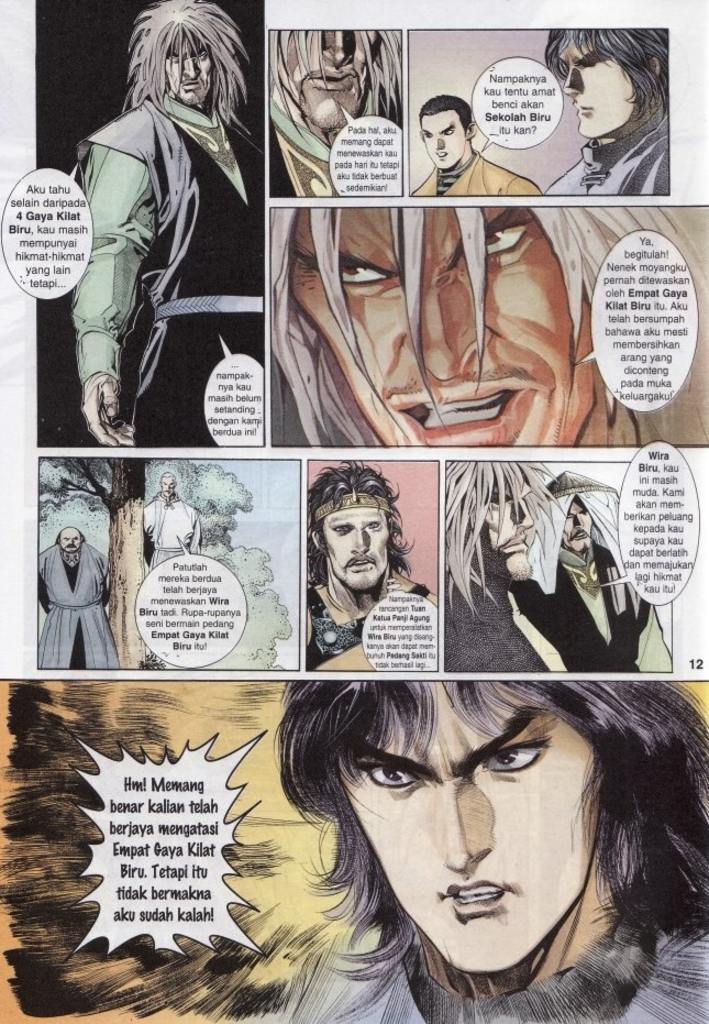 Aku tahu
selain daripada
4 Gaya Kilat
Biru, kau masih
mempunyai
hikmat-hikmat
yang lain
tetapi...
...
nampak-
nya kau
masih belum
setanding
dengan kami
berdua ini!
Pada hal, aku
memang dapat
menewaskan kau
pada hari itu tetapi
aku tidak berbuat
sedemikian!
Nampaknya
kau tentu amat
benci akan
Sekolah Biru
itu kan?
Ya,
begitulah!
Nenek moyangku
pernah ditewaskan
oleh Empat Gaya
Kilat Biru itu. Aku
telah bersumpah
bahawa aku mesti
membersihkan
arang yang
diconteng
pada muka
keluargaku!
Patutlah
mereka berdua
telah berjaya
menewaskan Wira
Biru tadi. Rupa-rupanya
seni bermain pedang
Empat Gaya Kilat
Biru itu!
Nampaknya
rancangan Tuan
Ketua Panji Agung
untuk memperalatkan
Wira Biru yang disang-
kanya akan dapat mem-
bunuh Pedang Sakti itu
tidak berhasil lagi...
Wira
Biru, kau
ini masih
muda. Kami
akan mem-
berikan peluang
kepada kau
supaya kau
dapat berlatih
dan memajukan
lagi hikmat
kau itu!
12
Hm! Memang
benar kalian telah
berjaya mengatasi
Empat Gaya Kilat
Biru. Tetapi itu
tidak bermakna
aku sudah kalah!